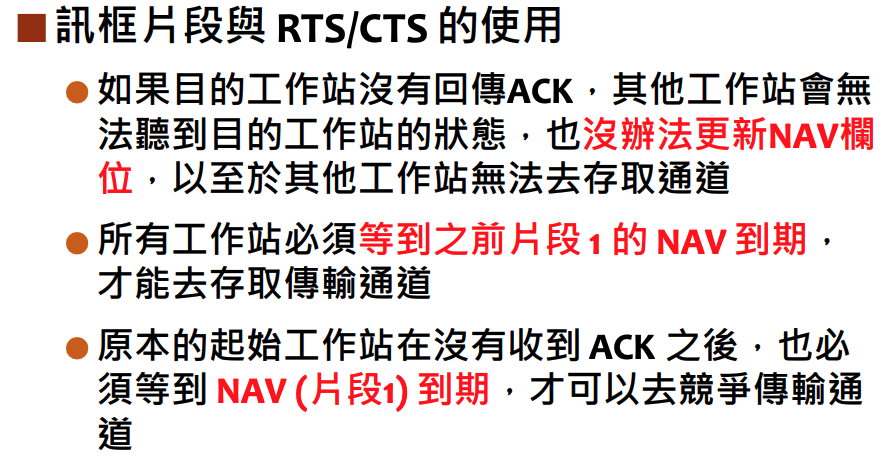 訊框片段與 RTS/CTS 的使用
如果目的工作站沒有回傳ACK，其他工作站會無
法聽到目的工作站的狀態，也沒辦法更新NAV欄
位，以至於其他工作站無法去存取通道
所有工作站必須等到之前片段 1 的 NAV 到期，
才能去存取傳輸通道
原本的起始工作站在沒有收到 ACK 之後，也必
須等到 NAV (片段1) 到期，才可以去競爭傳輸通
道